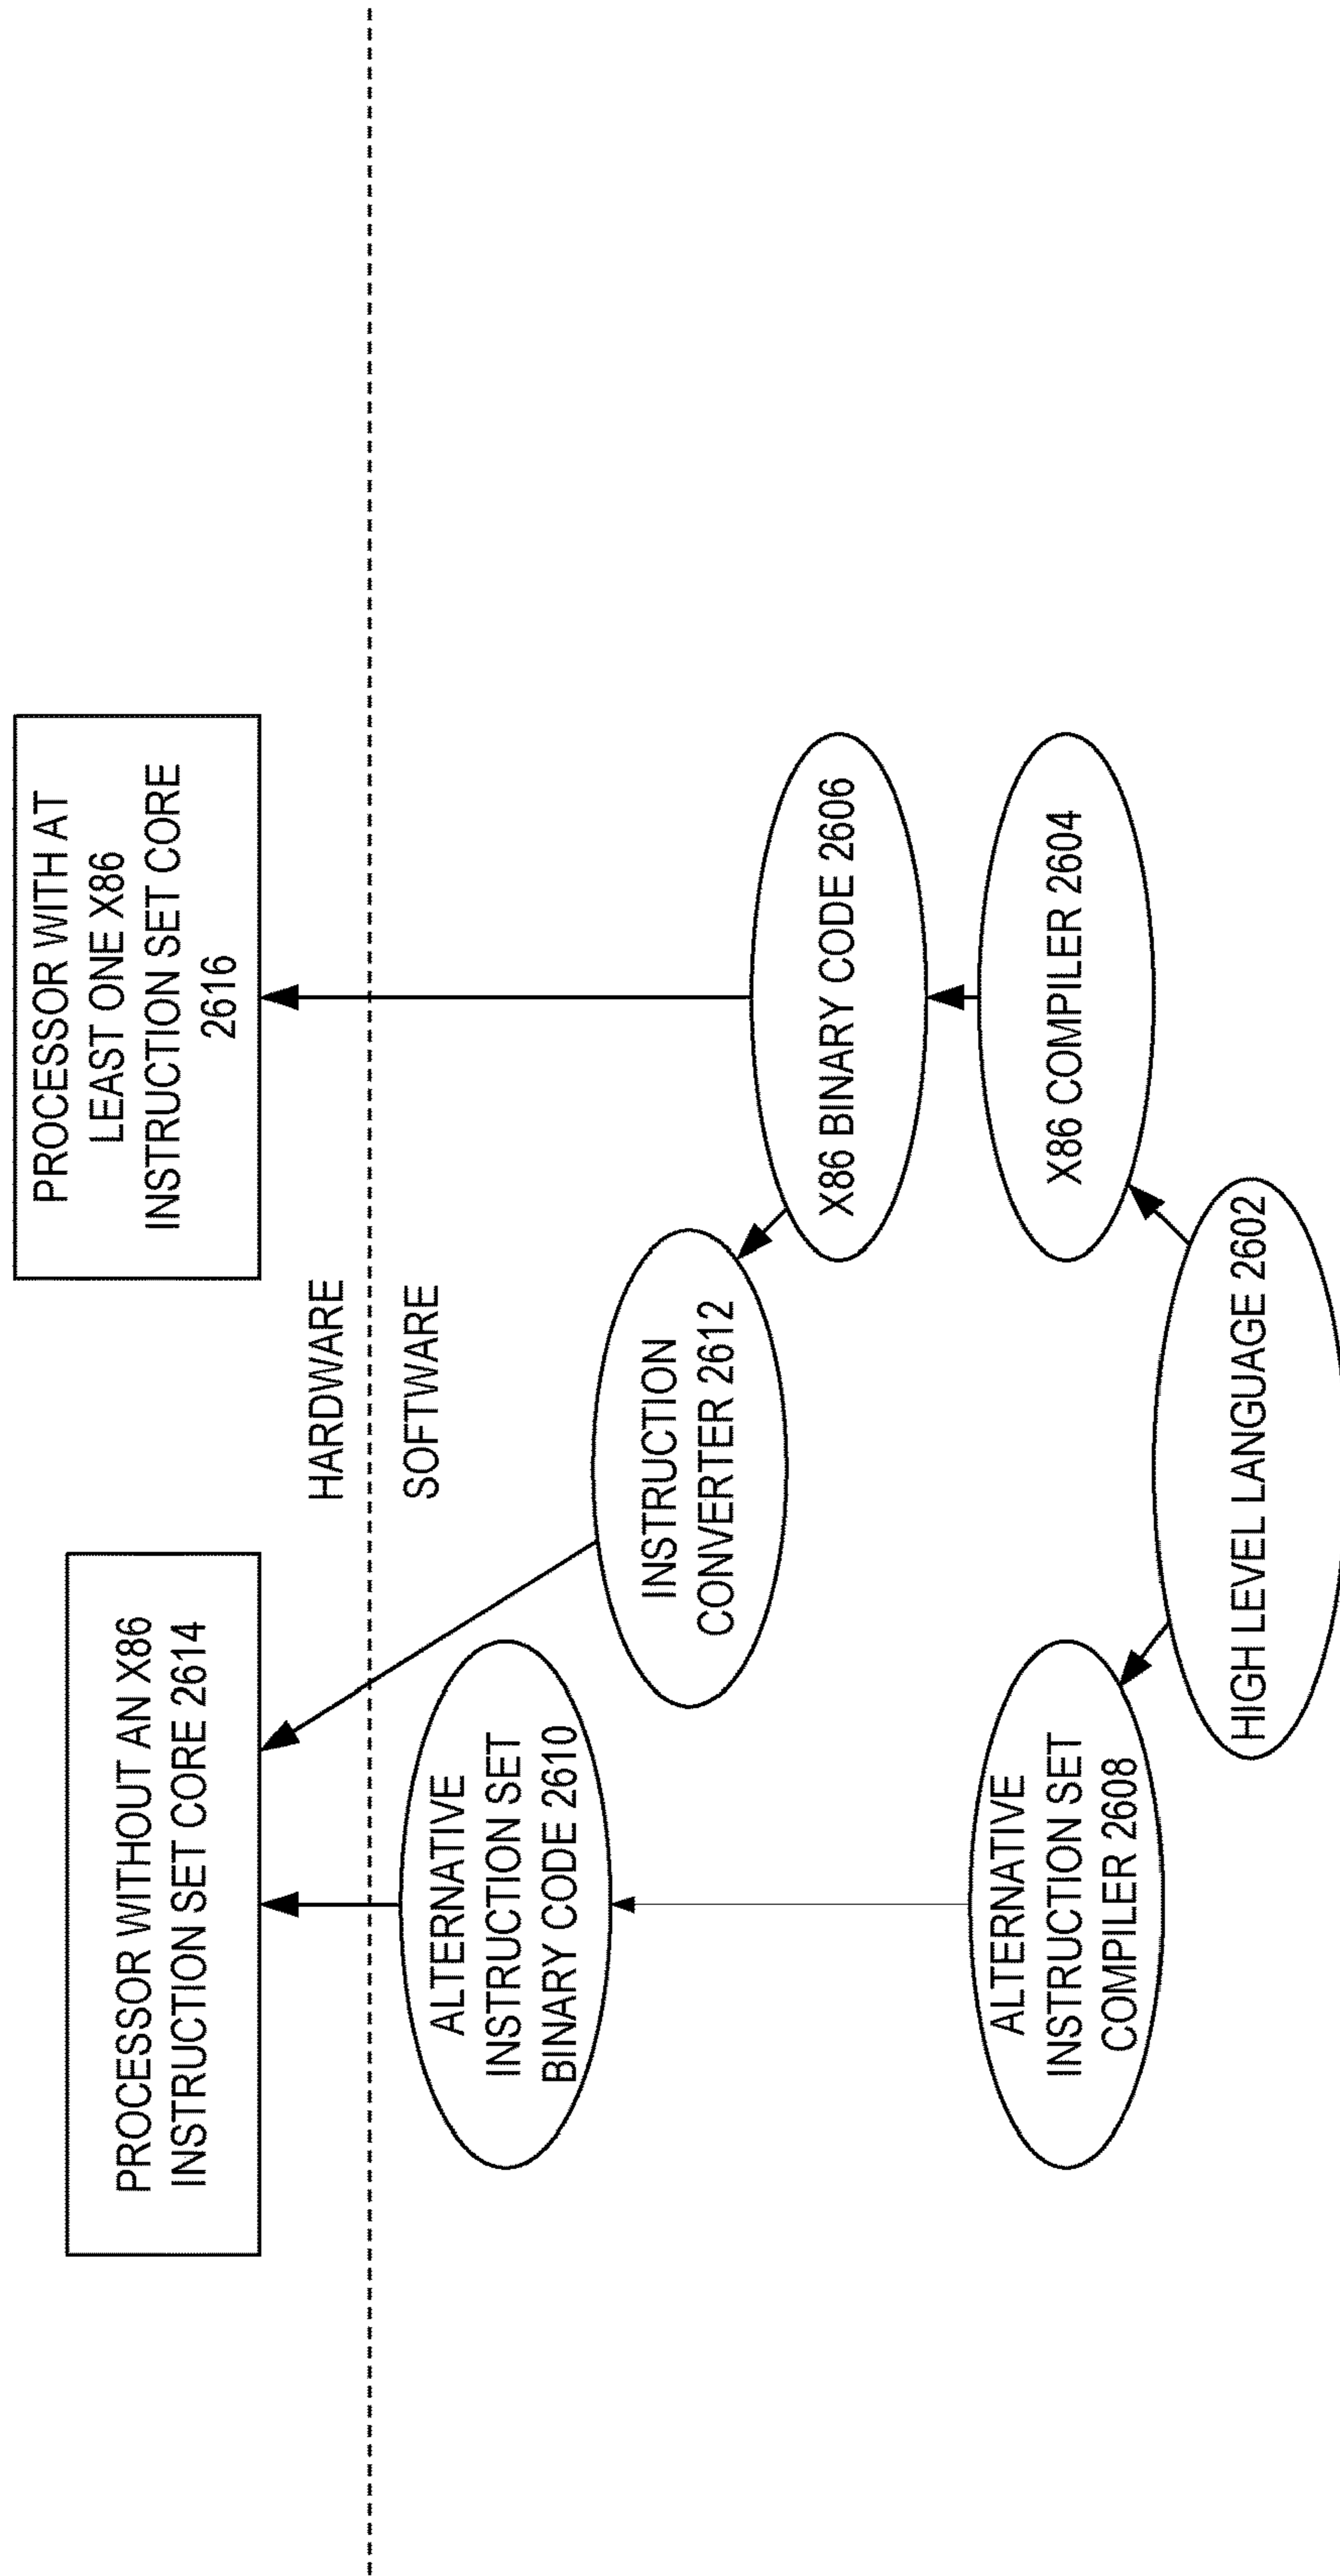 PROCESSOR WITHOUT AN X86
INSTRUCTION SET CORE 2614
PROCESSOR WITH AT
LEAST ONE X86
INSTRUCTION SET CORE
2616
HARDWARE
SOFTWARE
ALTERNATIVE
INSTRUCTION SET
BINARY CODE 2610
INSTRUCTION
CONVERTER 2612
X86 BINARY CODE 2606
ALTERNATIVE
INSTRUCTION SET
COMPILER 2608
X86 COMPILER 2604
HIGH LEVEL LANGUAGE 2602